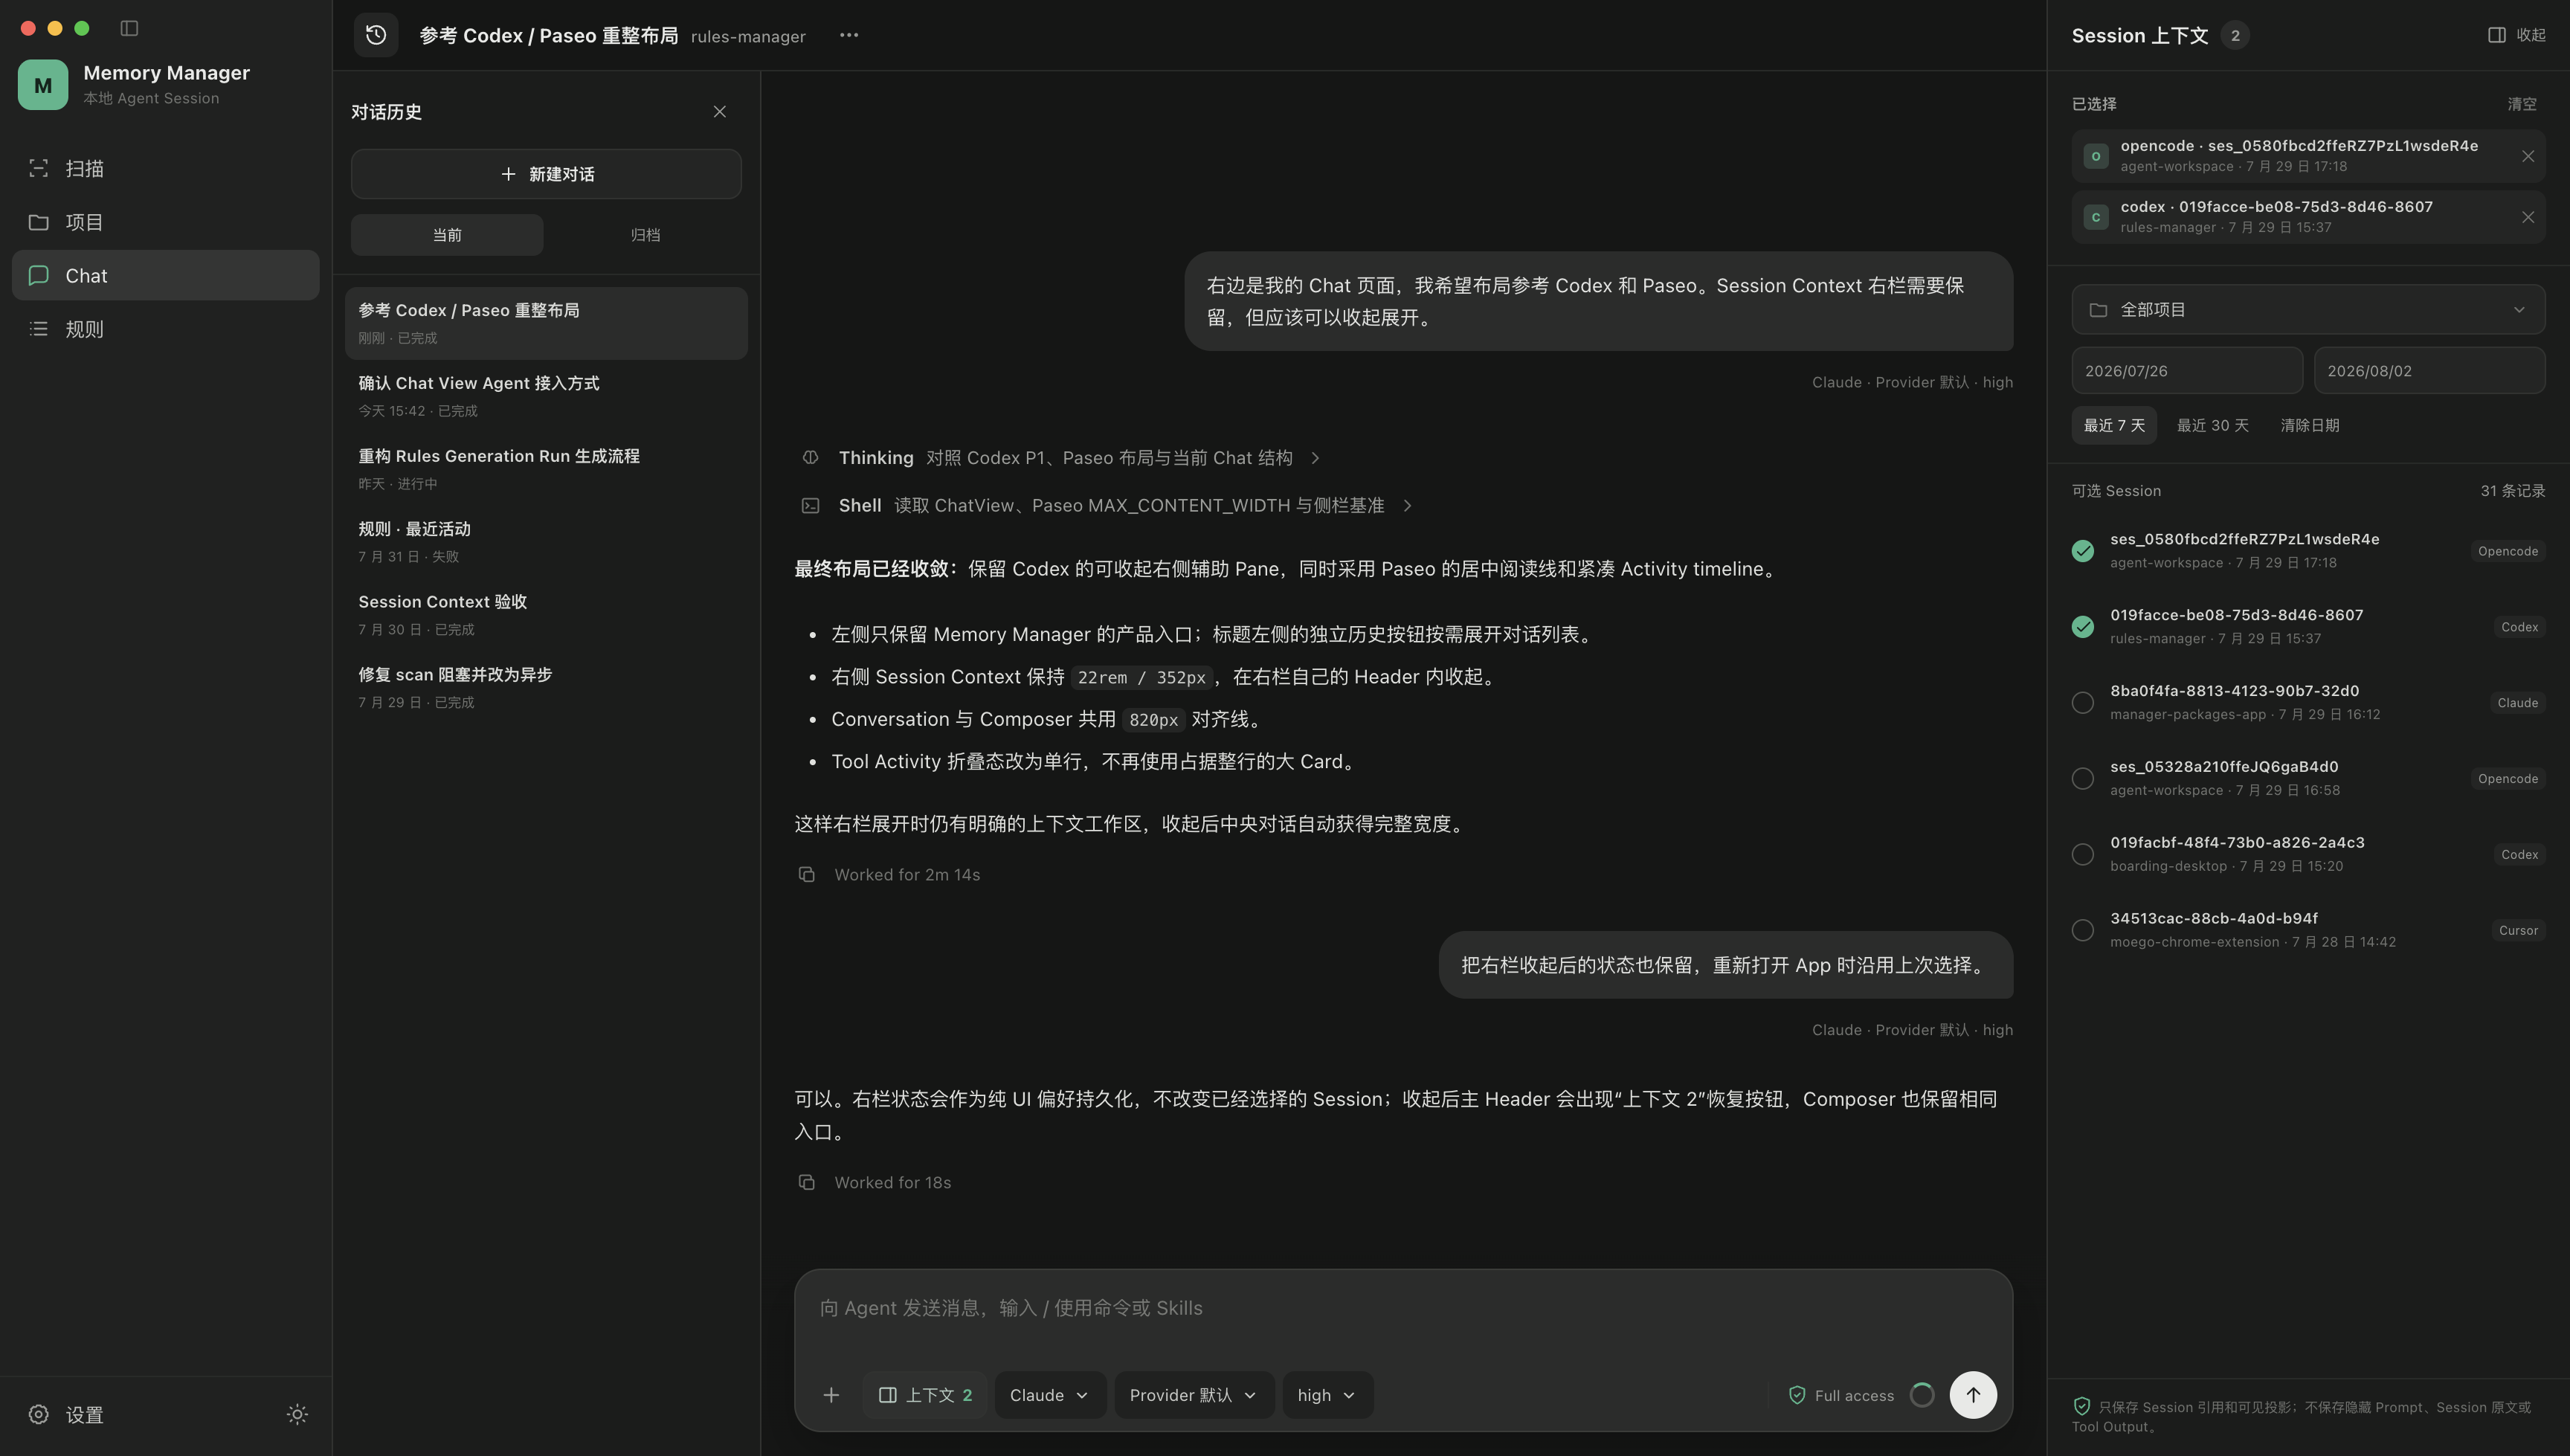 M
Memory Manager
本地 Agent Session
扫描
项目
Chat
规则
设置
参考 Codex / Paseo 重整布局 rules-manager
对话历史
新建对话
当前 归档
参考 Codex / Paseo 重整布局
刚刚 · 已完成
确认 Chat View Agent 接入方式
今天 15:42 · 已完成
重构 Rules Generation Run 生成流程
昨天 · 进行中
规则 · 最近活动
7 月 31 日 · 失败
Session Context 验收
7 月 30 日 · 已完成
修复 scan 阻塞并改为异步
7 月 29 日 · 已完成
右边是我的 Chat 页面，我希望布局参考 Codex 和 Paseo。Session Context 右栏需要保
留，但应该可以收起展开。
Claude · Provider 默认 · high
Thinking 对照 Codex P1、Paseo 布局与当前 Chat 结构
Shell 读取 ChatView、Paseo MAX_CONTENT_WIDTH 与侧栏基准
最终布局已经收敛：保留 Codex 的可收起右侧辅助 Pane，同时采用 Paseo 的居中阅读线和紧凑 Activity timeline。
• 左侧只保留 Memory Manager 的产品入口；标题左侧的独立历史按钮按需展开对话列表。
• 右侧 Session Context 保持 22rem / 352px，在右栏自己的 Header 内收起。
• Conversation 与 Composer 共用 820px 对齐线。
• Tool Activity 折叠态改为单行，不再使用占据整行的大 Card。
这样右栏展开时仍有明确的上下文工作区，收起后中央对话自动获得完整宽度。
Worked for 2m 14s
把右栏收起后的状态也保留，重新打开 App 时沿用上次选择。
Claude · Provider 默认 · high
可以。右栏状态会作为纯 UI 偏好持久化，不改变已经选择的 Session；收起后主 Header 会出现“上下文 2”恢复按钮，Composer 也保留相同
入口。
Worked for 18s
向 Agent 发送消息，输入 / 使用命令或 Skills
上下文 2 Claude Provider 默认 high Full access
Session 上下文 2 收起
已选择 清空
O
opencode · ses_0580fbcd2ffeRZ7PzL1wsdeR4e
agent-workspace · 7 月 29 日 17:18
C
codex · 019facce-be08-75d3-8d46-8607
rules-manager · 7 月 29 日 15:37
全部项目
2026/07/26 2026/08/02
最近 7 天 最近 30 天 清除日期
可选 Session 31 条记录
ses_0580fbcd2ffeRZ7PzL1wsdeR4e
agent-workspace · 7 月 29 日 17:18
Opencode
019facce-be08-75d3-8d46-8607
rules-manager · 7 月 29 日 15:37
Codex
8ba0f4fa-8813-4123-90b7-32d0
manager-packages-app · 7 月 29 日 16:12
Claude
ses_05328a210ffeJQ6gaB4d0
agent-workspace · 7 月 29 日 16:58
Opencode
019facbf-48f4-73b0-a826-2a4c3
boarding-desktop · 7 月 29 日 15:20
Codex
34513cac-88cb-4a0d-b94f
moego-chrome-extension · 7 月 28 日 14:42
Cursor
只保存 Session 引用和可见投影；不保存隐藏 Prompt、Session 原文或
Tool Output。